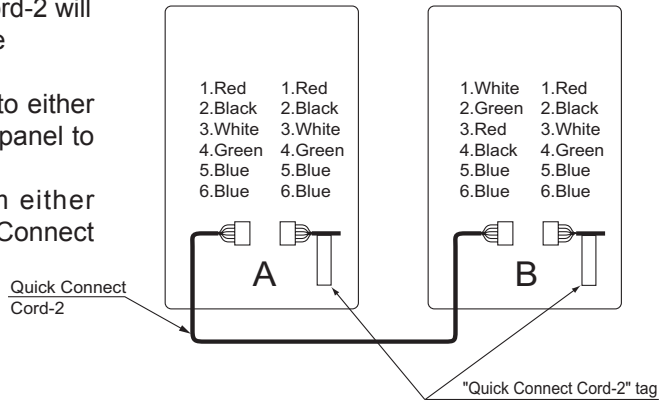 ord-2 will
e
to either
panel to
n either
Connect
1.Red 1.Red
2.Black 2.Black
3.White 3.White
4.Green 4.Green
5.Blue 5.Blue
6.Blue 6.Blue
A
1.White 1.Red
2.Green 2.Black
3.Red 3.White
4.Black 4.Green
5.Blue 5.Blue
6.Blue 6.Blue
B
Quick Connect
Cord-2
"Quick Connect Cord-2" tag